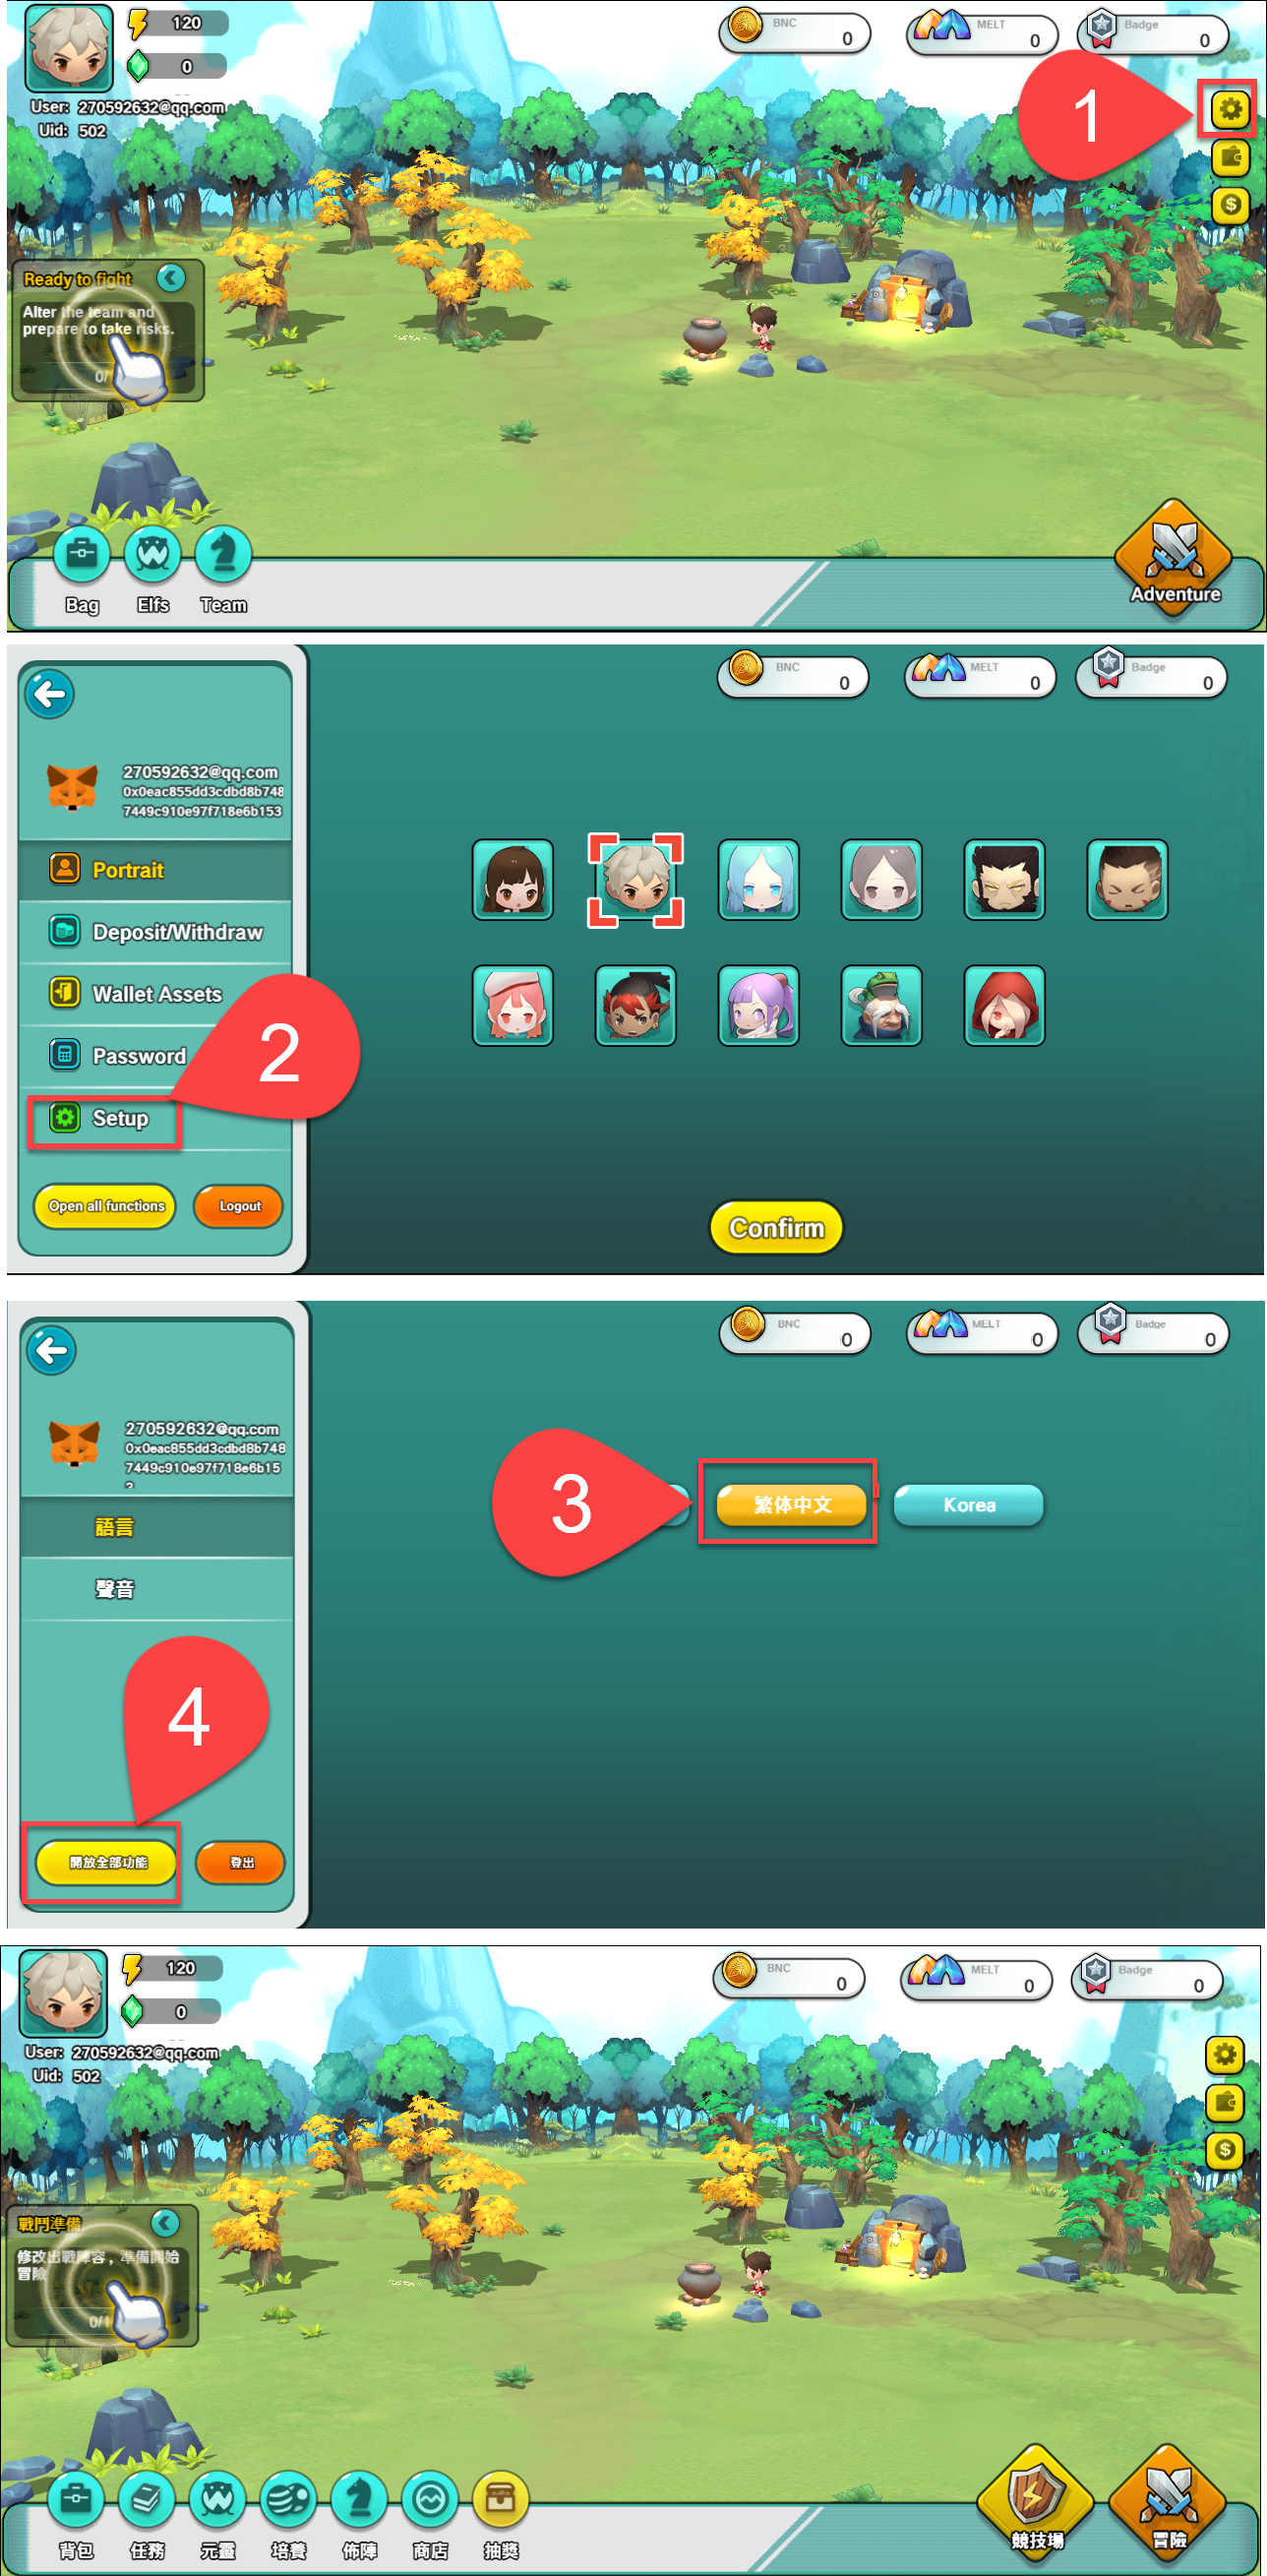 120
BNC
0
MELT
0
Badge
0
0
User: 270592632@qq.com
Uid: 502
1
Ready to fight
Alter the team and
prepare to take risks.
0/
Bag
Elfs
Team
Adventure
BNC
0
MELT
0
Badge
0
270592632@qq.com
0x0eac855dd3cdbd8b748
7449c910e97f718e6b153
Portrait
Deposit/Withdraw
Wallet Assets
Password
2
Setup
Open all functions
Logout
Confirm
BNC
0
MELT
0
Badge
0
270592632@qq.com
0x0eac855dd3cdbd8b748
7449c910e97f718e6b15
3
繁体中文
Korea
語言
聲音
4
開放全部功能
登出
120
BNC
0
MELT
0
Badge
0
0
User: 270592632@qq.com
Uid: 502
戰鬥準備
修改出戰陣容，準備開始
冒險
0/1
背包
任務
元靈
培養
佈陣
商店
抽獎
競技場
冒險